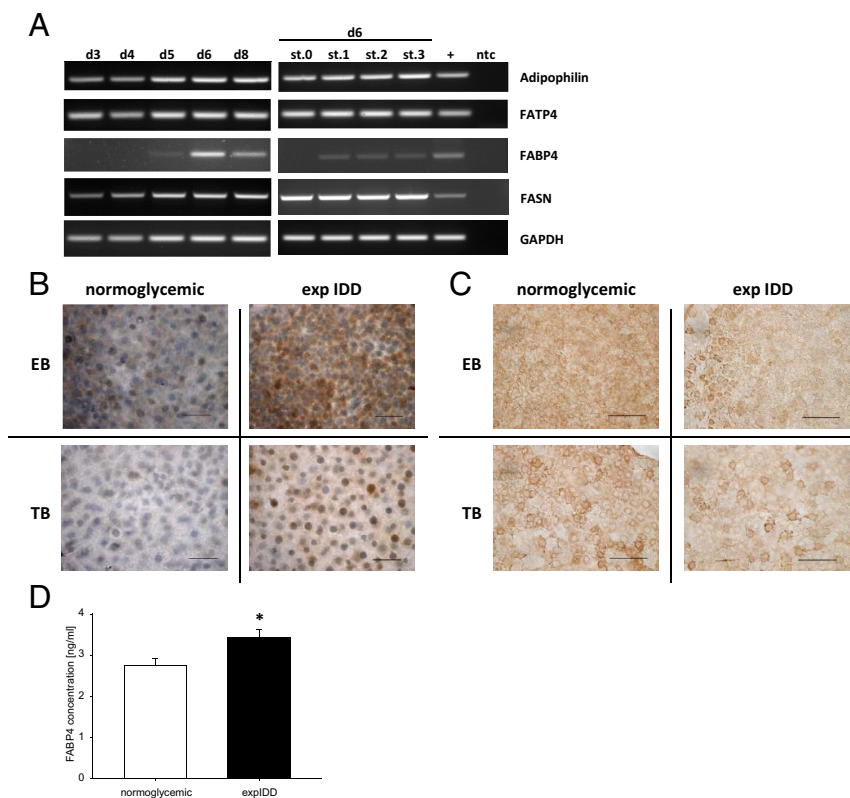 A
d6
d3 d4 d5 d6 d8 st.0 st.1 st.2 st.3 + ntc
Adipophilin
FATP4
FABP4
FASN
GAPDH
B
normoglycemic exp IDD
EB
TB
C
normoglycemic exp IDD
EB
TB
D
FABP4 concentration [ng/ml]
4
3
2
1
0
*
normoglycemic expIDD